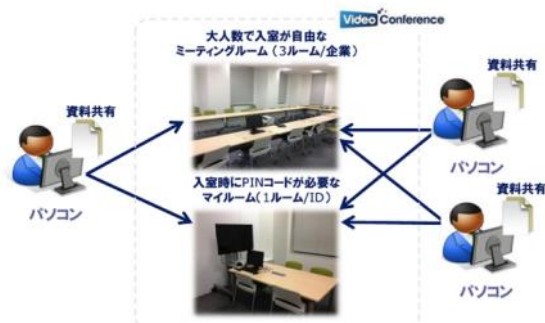 Video Conference
大人数で入室が自由な
ミーティングルーム（3ルーム/企業）
資料共有
パソコン
入室時にPINコードが必要な
マイルーム（1ルーム/ID）
資料共有
パソコン
資料共有
パソコン